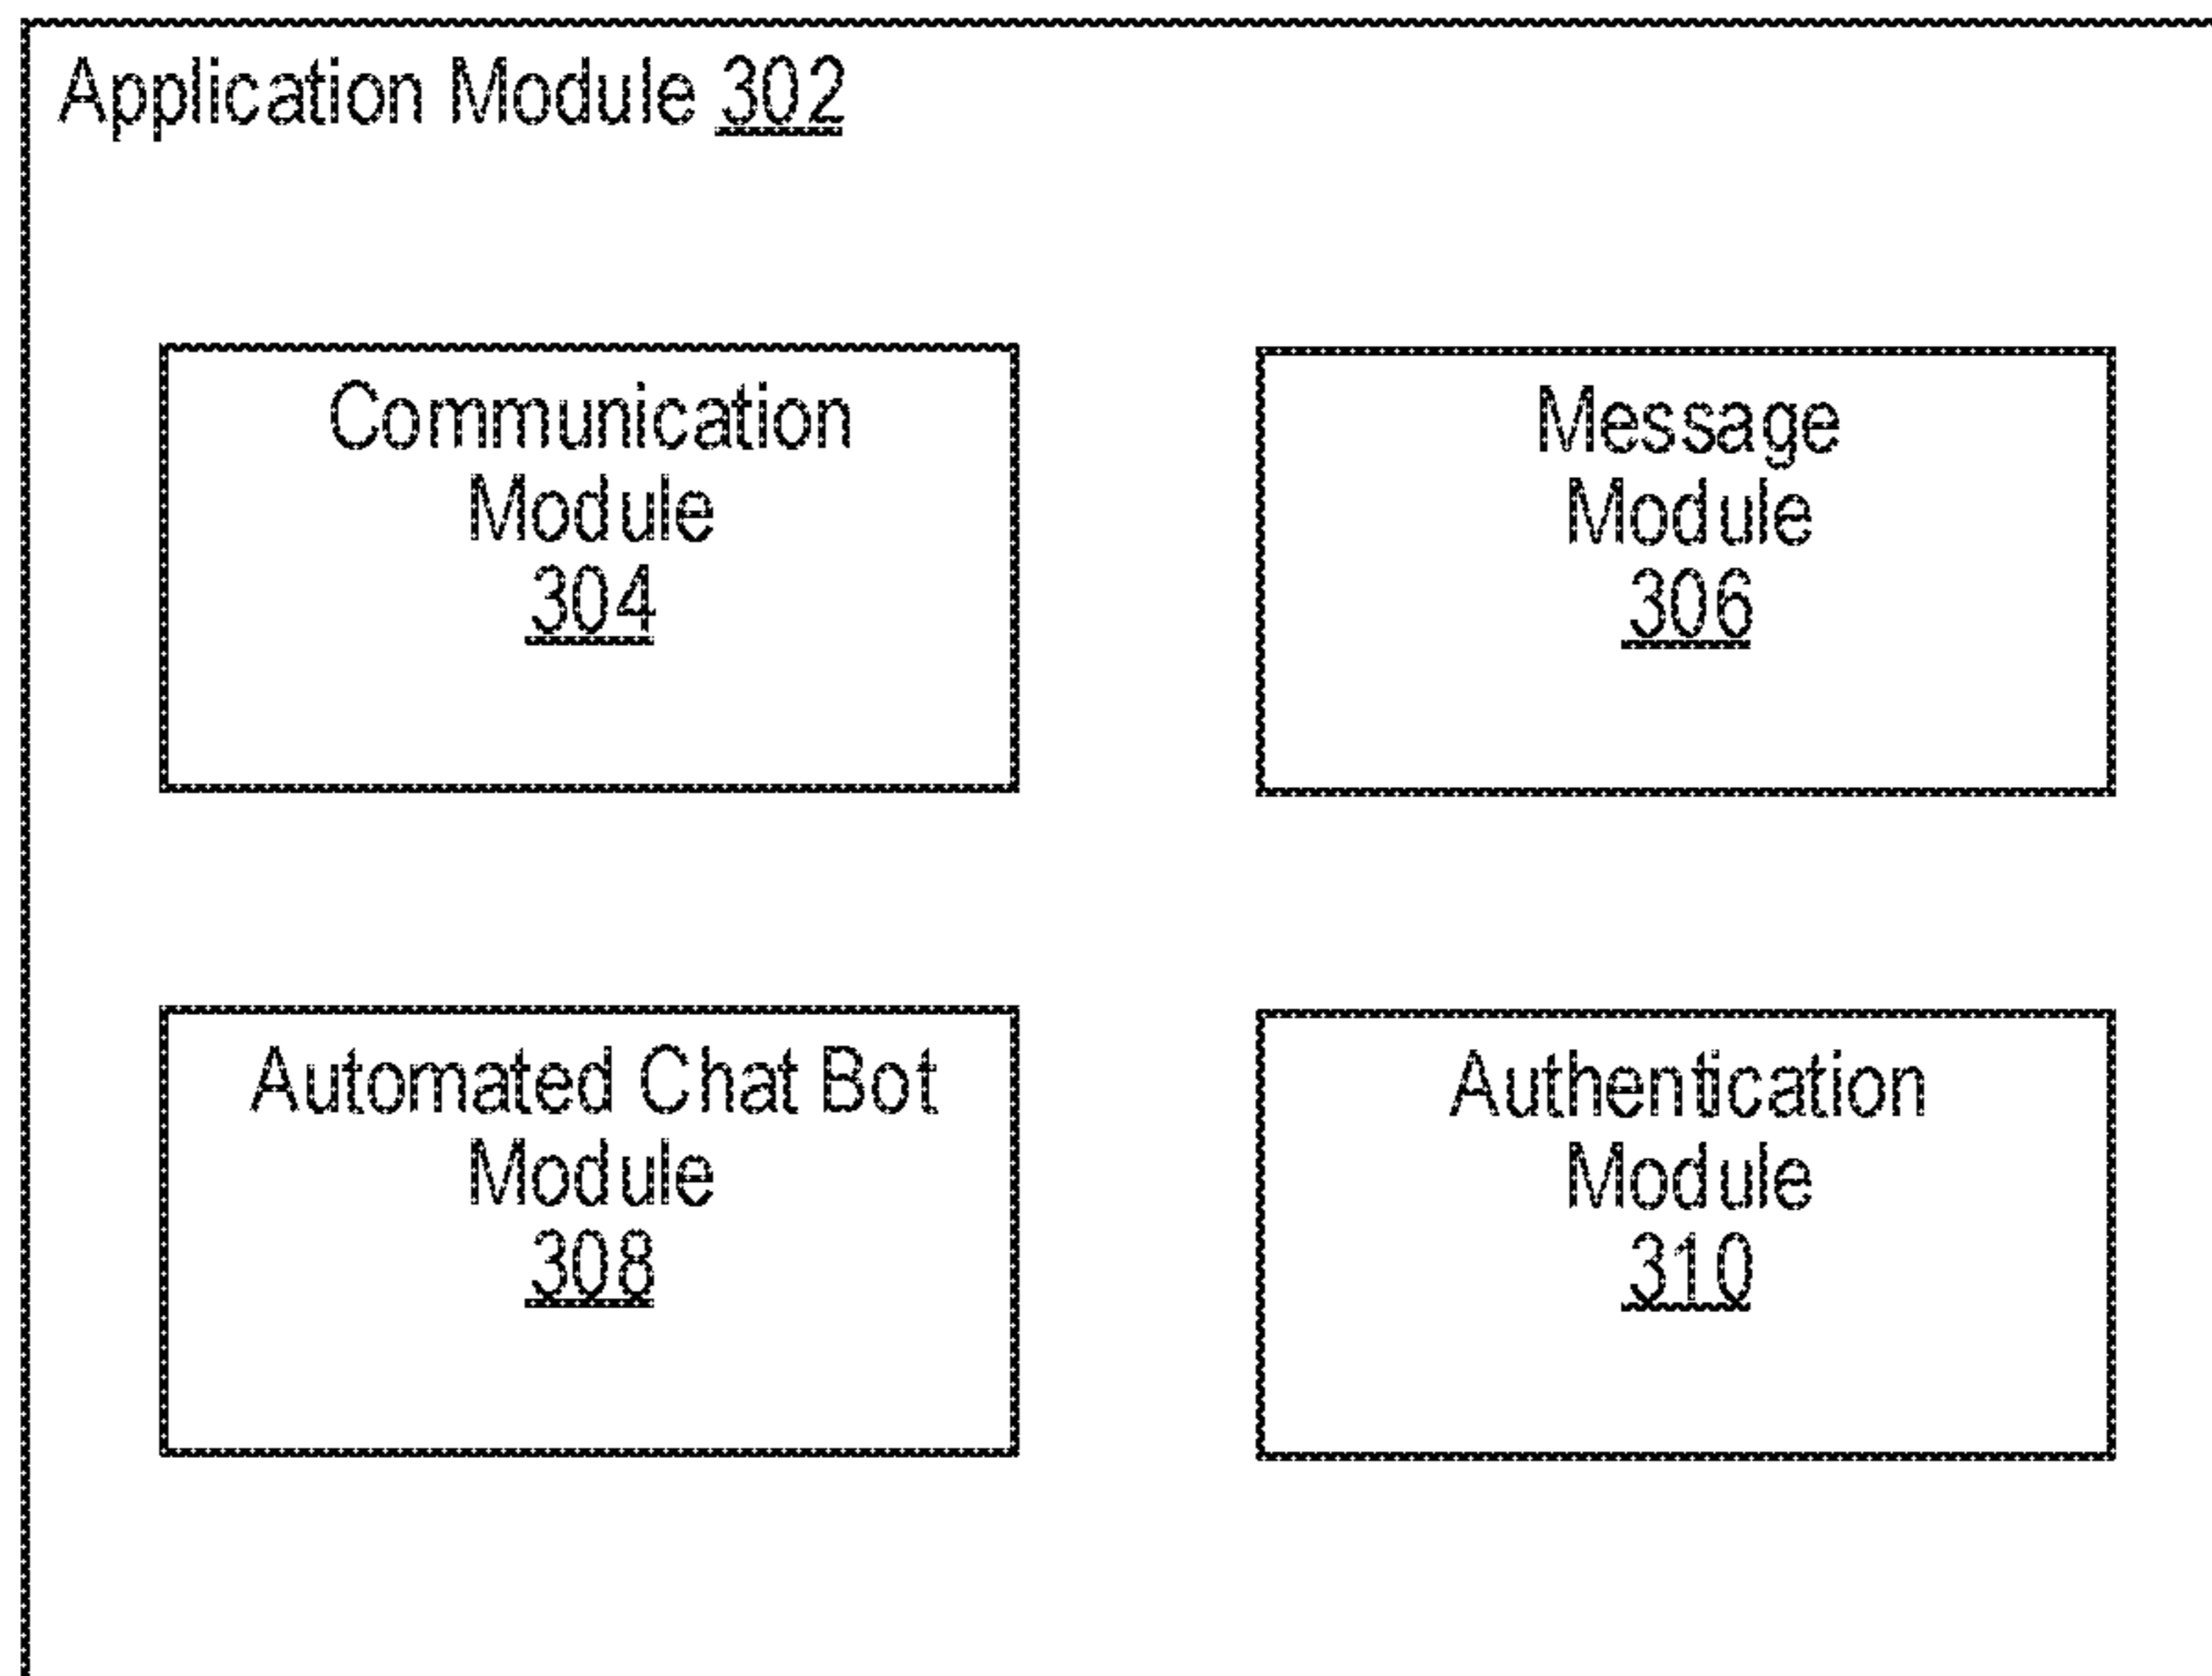 Application Module 302
Communication
Module
304
Message
Module
306
Automated Chat Bot
Module
308
Authentication
Module
310